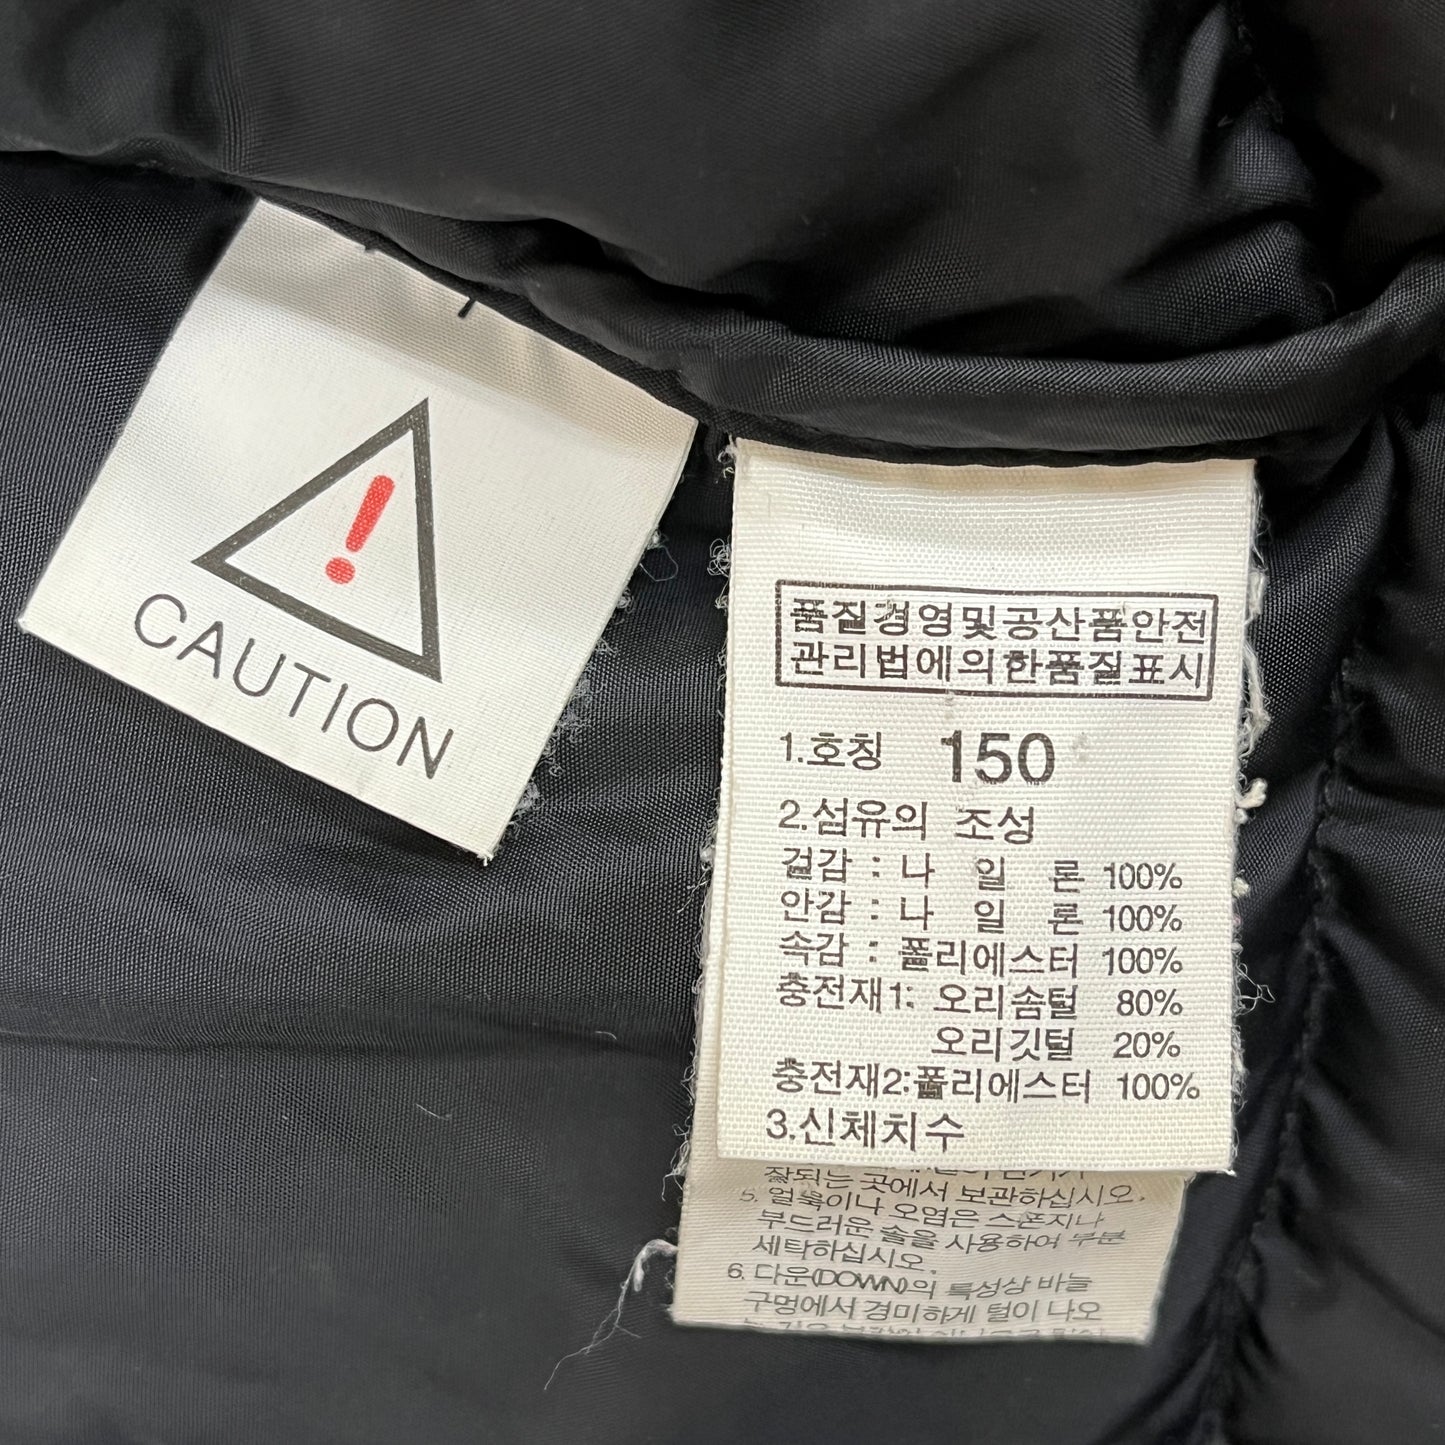 CAUTION
품질경영및공산품안전
관리법에의한품질표시
1.호칭 150
2.섬유의 조성
겉감 : 나 일 론 100%
안감 : 나 일 론 100%
속감 : 폴리에스터 100%
충전재1: 오리솜털 80%
오리깃털 20%
충전재2:폴리에스터 100%
3.신체치수
잘되는 곳에서 보관하십시오.
5. 얼룩이나 오염은 스폰지나
부드러운 솔을 사용하여 부분
세탁하십시오.
6. 다운(DOWN)의 특성상 바늘
구멍에서 경미하게 털이 나오